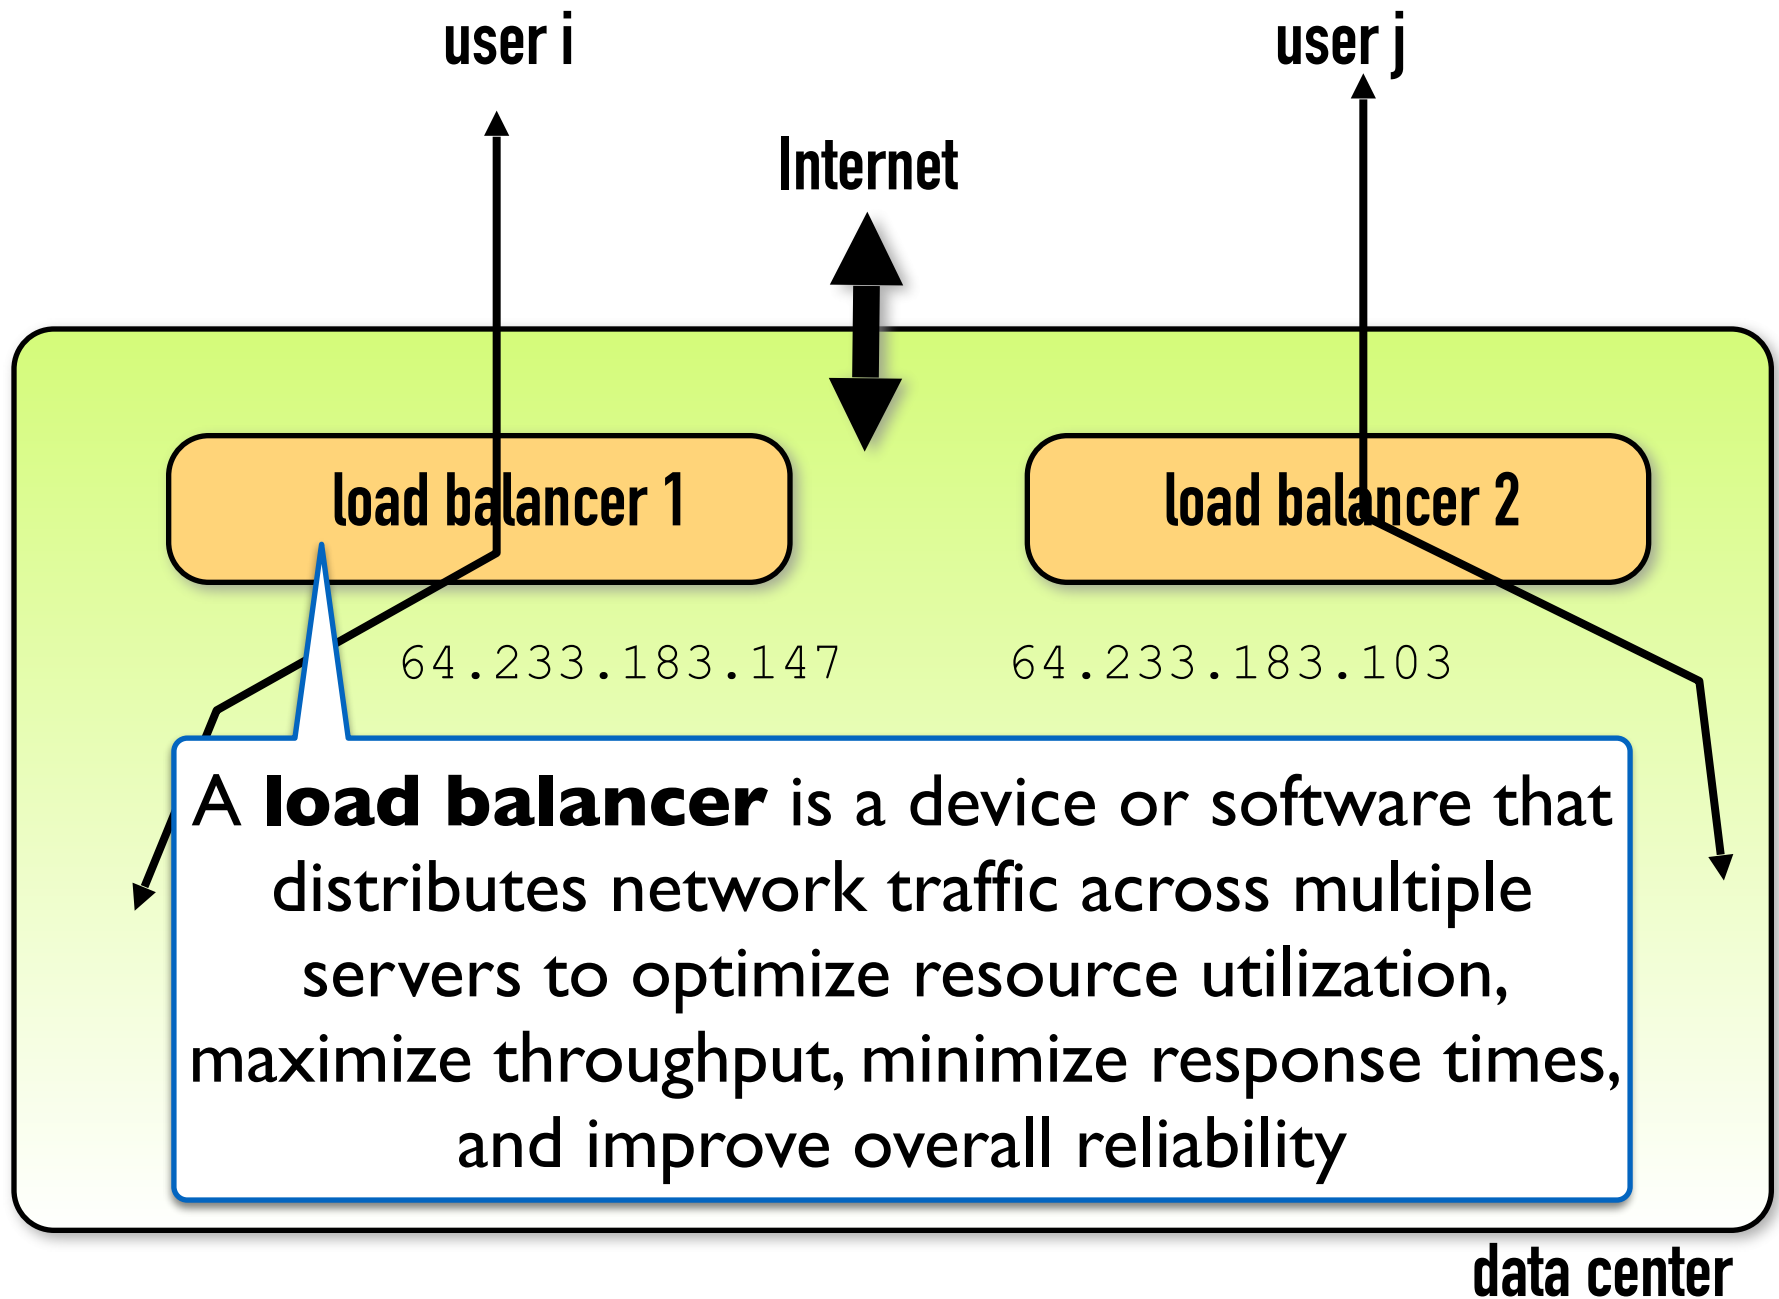 user i
user j
Internet
load balancer 1
load balancer 2
64.233.183.147
64.233.183.103
A load balancer is a device or software that
distributes network traffic across multiple
servers to optimize resource utilization,
maximize throughput, minimize response times,
and improve overall reliability
data center